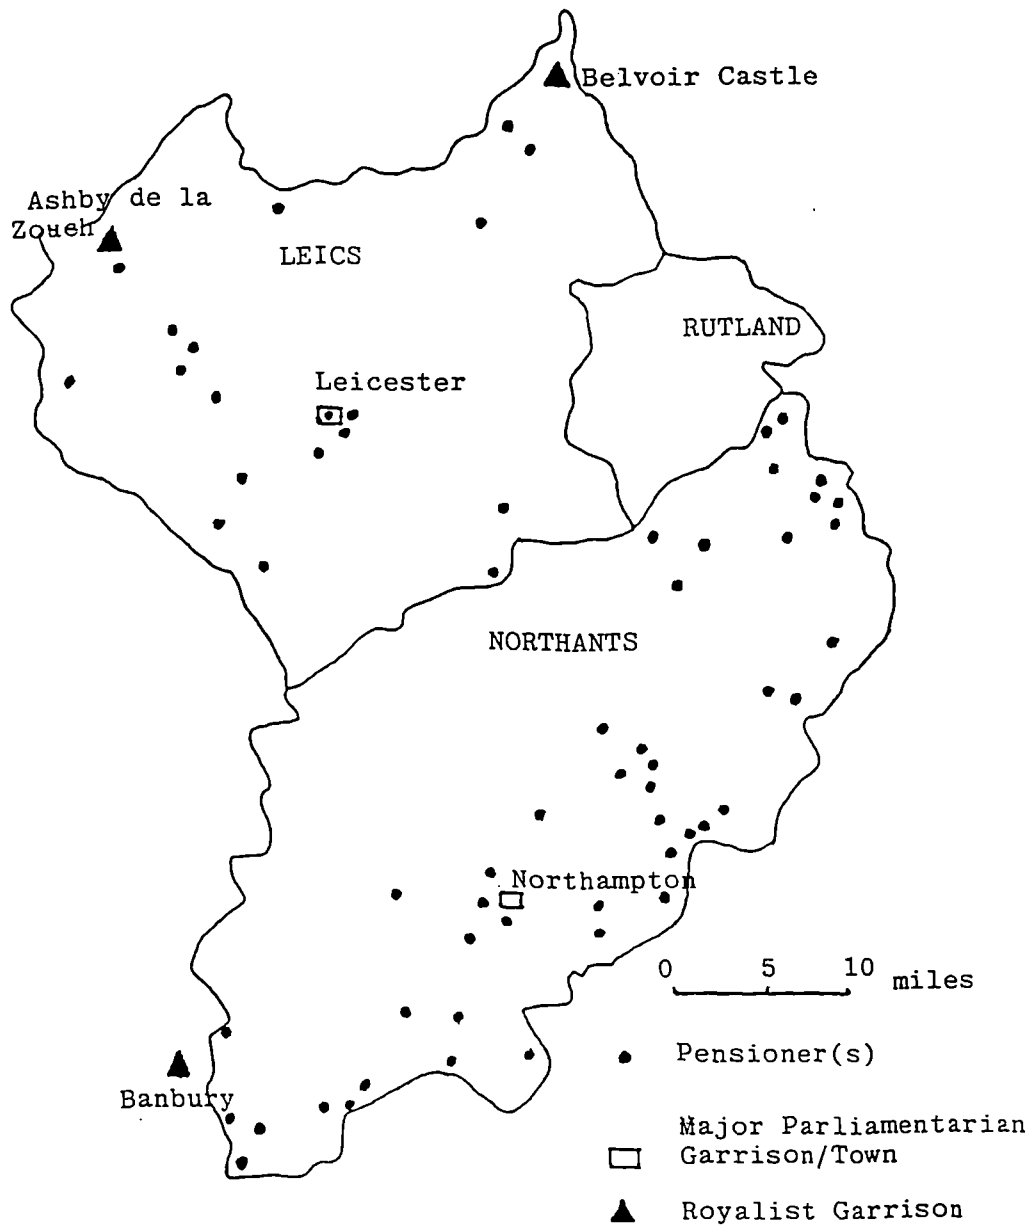 Belvoir Castle
Ashby de la
Zoueh
LEICS
RUTLAND
Leicester
NORTHANTS
Northampton
0 5 10 miles
Pensioner(s)
Banbury
Major Parliamentarian
Garrison/Town
Royalist Garrison